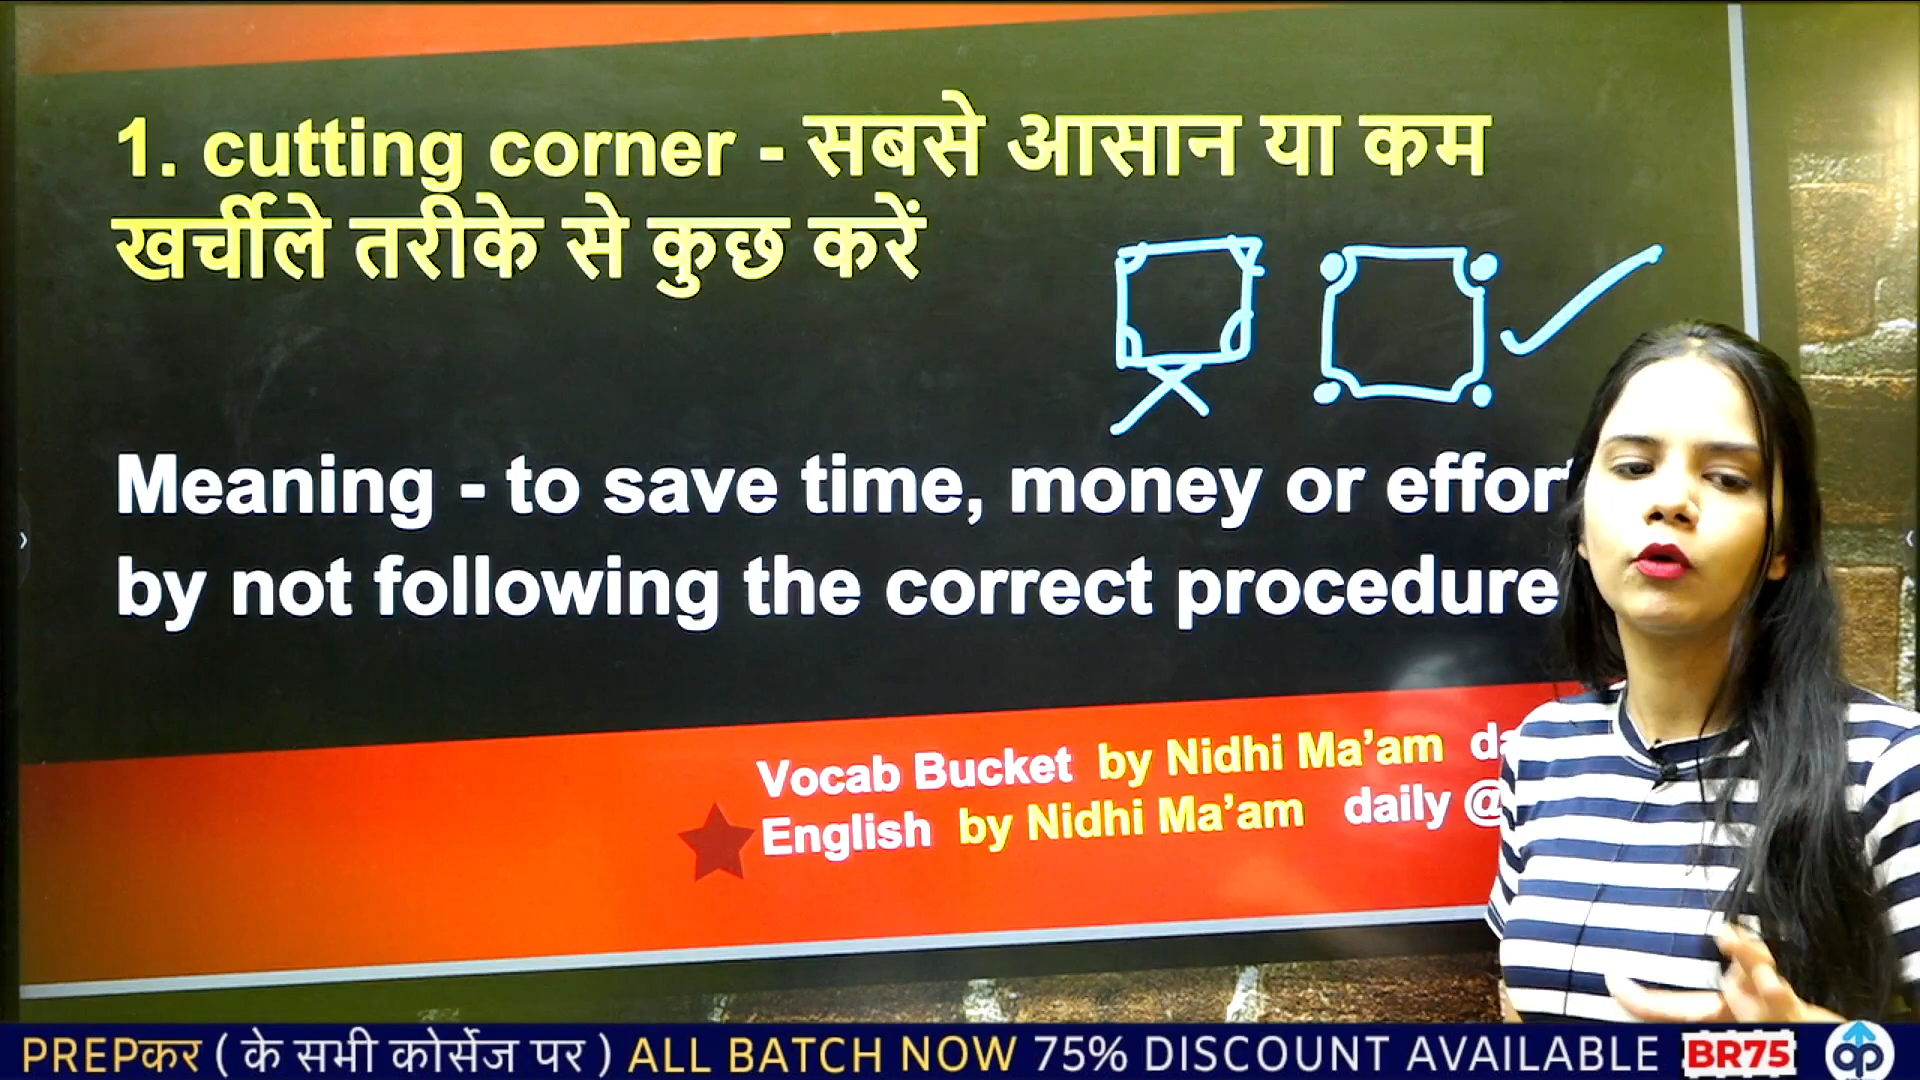 1. cutting corner - सबसे आसान या कम
खर्चीले तरीके से कुछ करें
Meaning - to save time, money or effort
by not following the correct procedure
Vocab Bucket by Nidhi Ma’am
English by Nidhi Ma’am daily @
PREPकर ( के सभी कोर्सेज पर ) ALL BATCH NOW 75% DISCOUNT AVAILABLE BR75